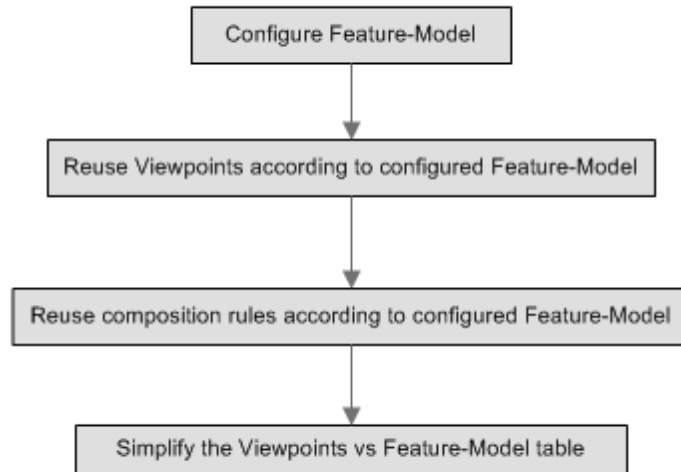 Configure Feature-Model
Reuse Viewpoints according to configured Feature-Model
Reuse composition rules according to configured Feature-Model
Simplify the Viewpoints vs Feature-Model table